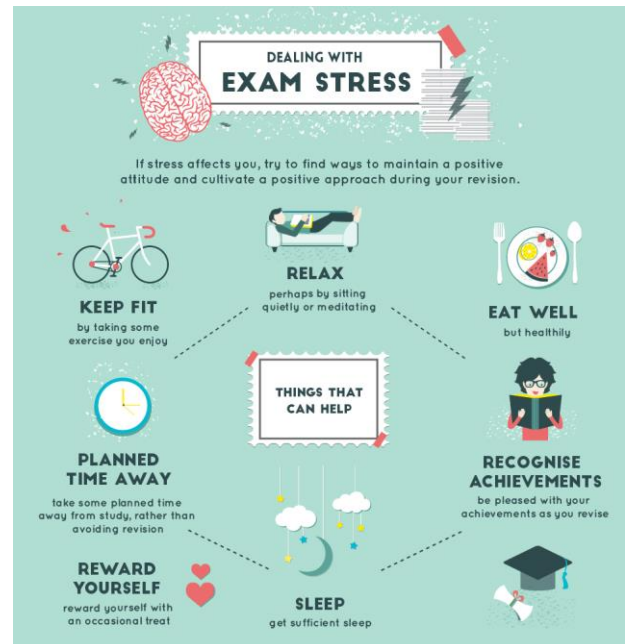 DEALING WITH
EXAM STRESS
If stress affects you, try to find ways to maintain a positive
attitude and cultivate a positive approach during your revision.
RELAX
perhaps by sitting
quietly or meditating
KEEP FIT
by taking some
exercise you enjoy
EAT WELL
but healthily
THINGS THAT
CAN HELP
PLANNED
TIME AWAY
take some planned time
away from study, rather than
avoiding revision
RECOGNISE
ACHIEVEMENTS
be pleased with your
achievements as you revise
REWARD
YOURSELF
reward yourself with
an occasional treat
SLEEP
get sufficient sleep